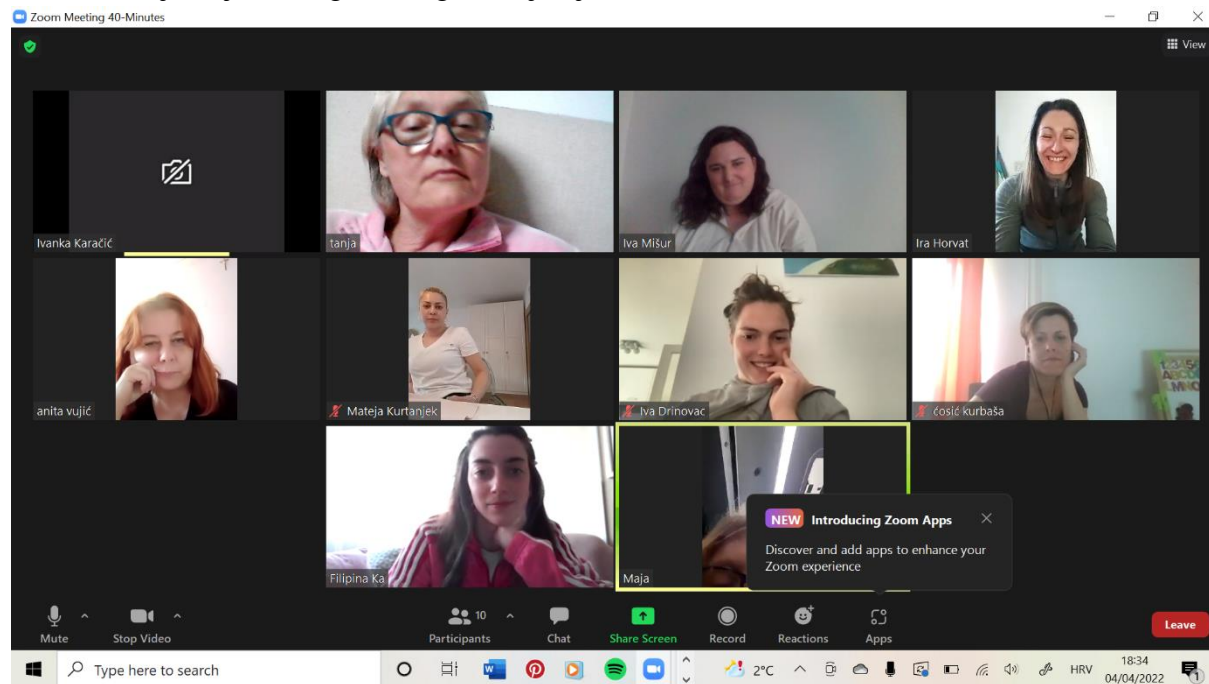 Zoom Meeting 40-Minutes
View
Ivanka Karačić
tanja
Iva Mišur
Ira Horvat
anita vujić
Mateja Kurtanjek
Iva Drinovac
ćosić kurbaša
Filipina Ka
Maja
NEW Introducing Zoom Apps
Discover and add apps to enhance your
Zoom experience
Mute
Stop Video
10
Participants
Chat
Share Screen
Record
Reactions
Apps
Leave
Type here to search
2°C
HRV
18:34
04/04/2022
1